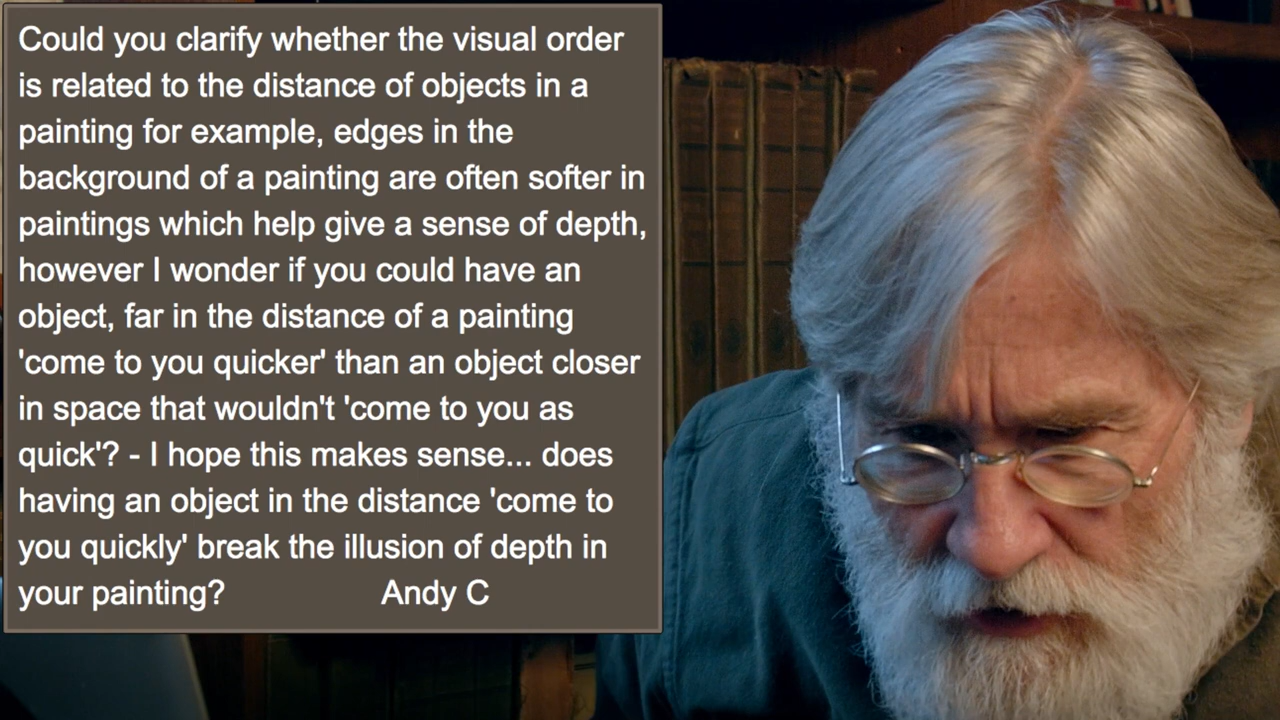 Could you clarify whether the visual order
is related to the distance of objects in a
painting for example, edges in the
background of a painting are often softer in
paintings which help give a sense of depth,
however I wonder if you could have an
object, far in the distance of a painting
'come to you quicker' than an object closer
in space that wouldn't 'come to you as
quick'? - I hope this makes sense... does
having an object in the distance 'come to
you quickly' break the illusion of depth in
your painting? Andy C